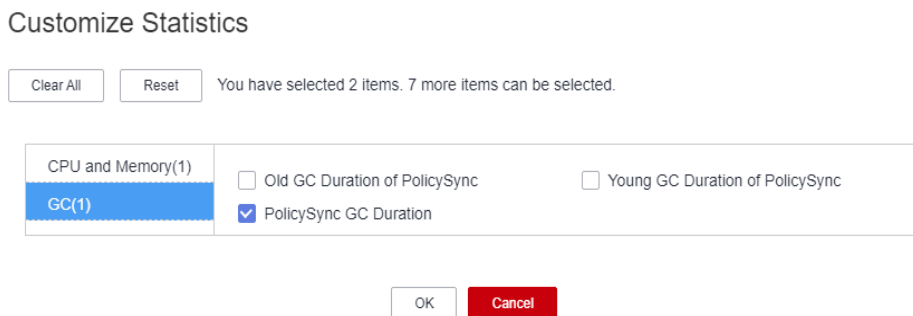 Customize Statistics
Clear All Reset You have selected 2 items. 7 more items can be selected.
CPU and Memory(1)
GC(1)
Old GC Duration of PolicySync Young GC Duration of PolicySync
PolicySync GC Duration
OK Cancel